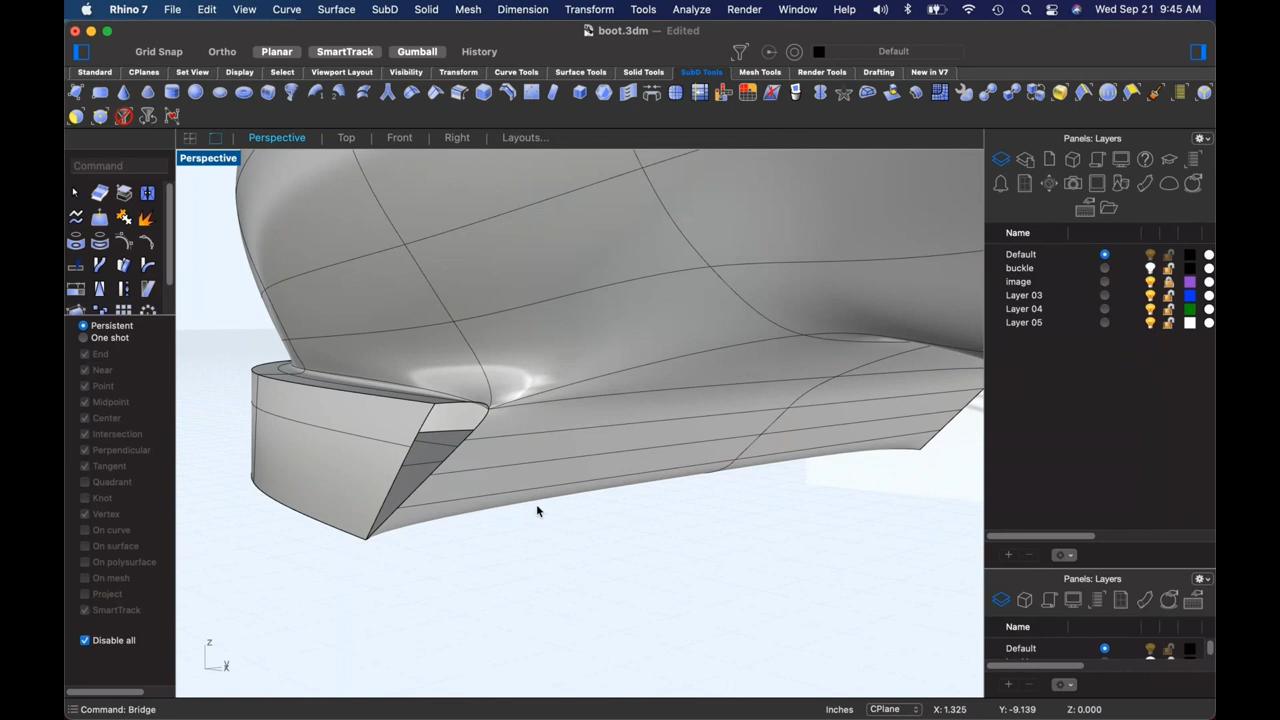 Rhino 7 File Edit View Curve Surface SubD Solid Mesh Dimension Transform Tools Analyze Render Window Help Wed Sep 21 9:45 AM
boot.3dm — Edited
Grid Snap Ortho Planar SmartTrack Gumball History Default
Standard CPlanes Set View Display Select Viewport Layout Visibility Transform Curve Tools Surface Tools Solid Tools SubD Tools Mesh Tools Render Tools Drafting New in V7
Perspective Top Front Right Layouts...
Panels: Layers
Perspective
Command
Name
Default
buckle
image
Layer 03
Layer 04
Layer 05
Persistent
One shot
End
Near
Point
Midpoint
Center
Intersection
Perpendicular
Tangent
Quadrant
Knot
Vertex
On curve
On surface
On polysurface
On mesh
Project
SmartTrack
Disable all
Panels: Layers
Name
Default
z
y
x
Command: Bridge
Inches CPlane X: 1.325 Y: -9.139 Z: 0.000